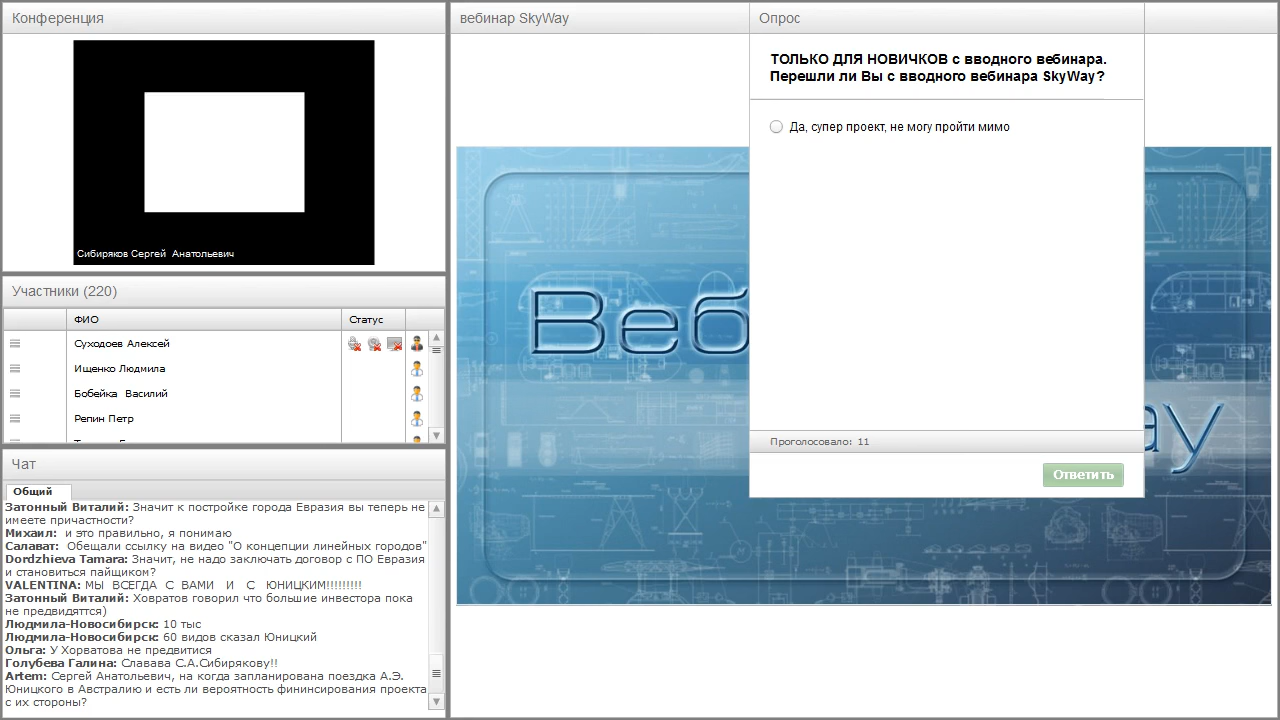 Конференция
Сибиряков Сергей Анатольевич
Участники (220)
ФИО Статус
Суходоев Алексей
Ищенко Людмила
Бобейка Василий
Репин Петр
Чат
Общий
Затонный Виталий: Значит к постройке города Евразия вы теперь не
имеете причастности?
Михаил: и это правильно, я понимаю
Салават: Обещали ссылку на видео "О концепции линейных городов"
Dordzhieva Tamara: Значит, не надо заключать договор с ПО Евразия
и становиться пайщиком?
VALENTINA: МЫ ВСЕГДА С ВАМИ И С ЮНИЦКИМ!!!!!!!!!
Затонный Виталий: Ховратов говорил что большие инвестора пока
не предвидятся)
Людмила-Новосибирск: 10 тыс
Людмила-Новосибирск: 60 видов сказал Юницкий
Ольга: У Хорватова не предвитися
Голубева Галина: Славава С.А.Сибирякову!!
Artem: Сергей Анатольевич, на когда запланирована поездка А.Э.
Юницкого в Австралию и есть ли вероятность фининсирования проекта
с их стороны?
вебинар SkyWay
Веб
ay
Опрос
ТОЛЬКО ДЛЯ НОВИЧКОВ с вводного вебинара.
Перешли ли Вы с вводного вебинара SkyWay?
Да, супер проект, не могу пройти мимо
Проголосовало: 11
Ответить